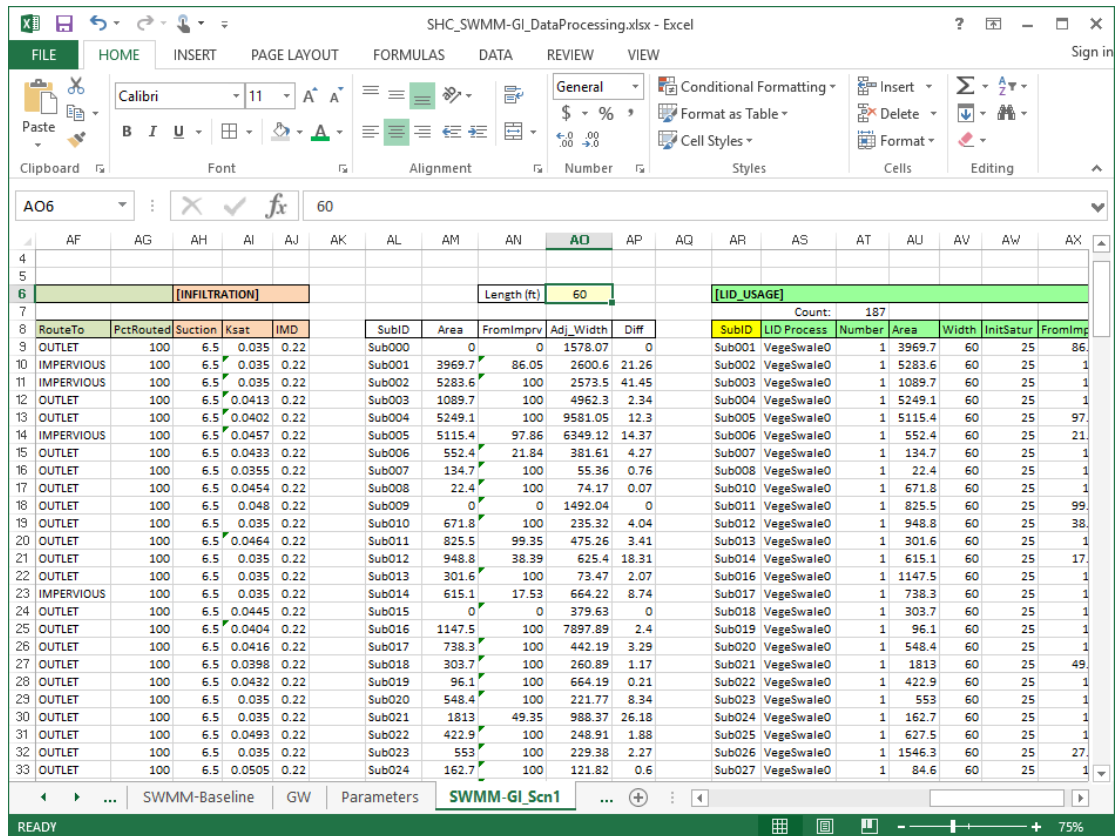 SHC_SWMM-GI_DataProcessing.xlsx - Excel
FILE HOME INSERT PAGE LAYOUT FORMULAS DATA REVIEW VIEW Sign in
Calibri 11 General Conditional Formatting Insert
Paste $ % , Format as Table Delete
B I U A Cell Styles Format
Clipboard Font Alignment Number Styles Cells Editing
AO6 fx 60
AF AG AH AI AJ AK AL AM AN AO AP AQ AR AS AT AU AV AW AX
4
5
6 [INFILTRATION] Length (ft) 60 [LID_USAGE]
7 Count: 187
8 RouteTo PctRouted Suction Ksat IMD SubID Area FromImprv Adj_Width Diff SubID LID Process Number Area Width InitSatur FromImp
9 OUTLET 100 6.5 0.035 0.22 Sub000 0 0 1578.07 0 Sub001 VegeSwale0 1 3969.7 60 25 86.
10 IMPERVIOUS 100 6.5 0.035 0.22 Sub001 3969.7 86.05 2600.6 21.26 Sub002 VegeSwale0 1 5283.6 60 25 1
11 IMPERVIOUS 100 6.5 0.035 0.22 Sub002 5283.6 100 2573.5 41.45 Sub003 VegeSwale0 1 1089.7 60 25 1
12 OUTLET 100 6.5 0.0413 0.22 Sub003 1089.7 100 4962.3 2.34 Sub004 VegeSwale0 1 5249.1 60 25 1
13 OUTLET 100 6.5 0.0402 0.22 Sub004 5249.1 100 9581.05 12.3 Sub005 VegeSwale0 1 5115.4 60 25 97.
14 IMPERVIOUS 100 6.5 0.0457 0.22 Sub005 5115.4 97.86 6349.12 14.37 Sub006 VegeSwale0 1 552.4 60 25 21.
15 OUTLET 100 6.5 0.0433 0.22 Sub006 552.4 21.84 381.61 4.27 Sub007 VegeSwale0 1 134.7 60 25 1
16 OUTLET 100 6.5 0.0355 0.22 Sub007 134.7 100 55.36 0.76 Sub008 VegeSwale0 1 22.4 60 25 1
17 OUTLET 100 6.5 0.0454 0.22 Sub008 22.4 100 74.17 0.07 Sub010 VegeSwale0 1 671.8 60 25 1
18 OUTLET 100 6.5 0.048 0.22 Sub009 0 0 1492.04 0 Sub011 VegeSwale0 1 825.5 60 25 99.
19 OUTLET 100 6.5 0.035 0.22 Sub010 671.8 100 235.32 4.04 Sub012 VegeSwale0 1 948.8 60 25 38.
20 OUTLET 100 6.5 0.0464 0.22 Sub011 825.5 99.35 475.26 3.41 Sub013 VegeSwale0 1 301.6 60 25 1
21 OUTLET 100 6.5 0.035 0.22 Sub012 948.8 38.39 625.4 18.31 Sub014 VegeSwale0 1 615.1 60 25 17.
22 OUTLET 100 6.5 0.035 0.22 Sub013 301.6 100 73.47 2.07 Sub016 VegeSwale0 1 1147.5 60 25 1
23 IMPERVIOUS 100 6.5 0.035 0.22 Sub014 615.1 17.53 664.22 8.74 Sub017 VegeSwale0 1 738.3 60 25 1
24 OUTLET 100 6.5 0.0445 0.22 Sub015 0 0 379.63 0 Sub018 VegeSwale0 1 303.7 60 25 1
25 OUTLET 100 6.5 0.0404 0.22 Sub016 1147.5 100 7897.89 2.4 Sub019 VegeSwale0 1 96.1 60 25 1
26 OUTLET 100 6.5 0.0416 0.22 Sub017 738.3 100 442.19 3.29 Sub020 VegeSwale0 1 548.4 60 25 1
27 OUTLET 100 6.5 0.0398 0.22 Sub018 303.7 100 260.89 1.17 Sub021 VegeSwale0 1 1813 60 25 49.
28 OUTLET 100 6.5 0.0432 0.22 Sub019 96.1 100 664.19 0.21 Sub022 VegeSwale0 1 422.9 60 25 1
29 OUTLET 100 6.5 0.035 0.22 Sub020 548.4 100 221.77 8.34 Sub023 VegeSwale0 1 553 60 25 1
30 OUTLET 100 6.5 0.035 0.22 Sub021 1813 49.35 988.37 26.18 Sub024 VegeSwale0 1 162.7 60 25 1
31 OUTLET 100 6.5 0.0493 0.22 Sub022 422.9 100 248.91 1.88 Sub025 VegeSwale0 1 627.5 60 25 1
32 OUTLET 100 6.5 0.035 0.22 Sub023 553 100 229.38 2.27 Sub026 VegeSwale0 1 1546.3 60 25 27.
33 OUTLET 100 6.5 0.0505 0.22 Sub024 162.7 100 121.82 0.6 Sub027 VegeSwale0 1 84.6 60 25 1
... SWMM-Baseline GW Parameters SWMM-GI_Scn1 ...
READY 75%